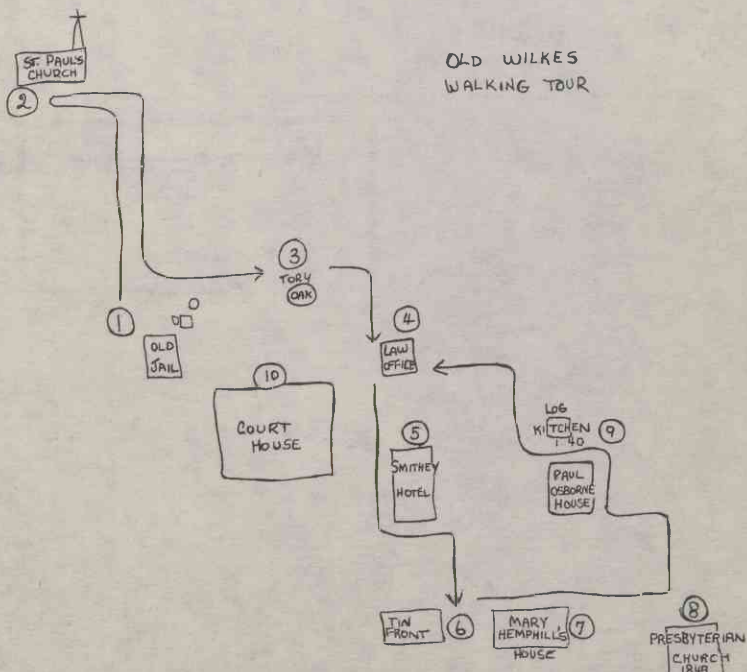 OLD WILKES
WALKING TOUR
ST. PAUL'S
CHURCH
2
1
OLD
JAIL
3
TORY
OAK
4
LAW
OFFICE
10
COURT
HOUSE
5
SMITHEY
HOTEL
LOG
KITCHEN
9
PAUL
OSBORNE
HOUSE
TIN
FRONT
6
MARY
HEMPHILL'S
HOUSE
7
8
PRESBYTERIAN
CHURCH